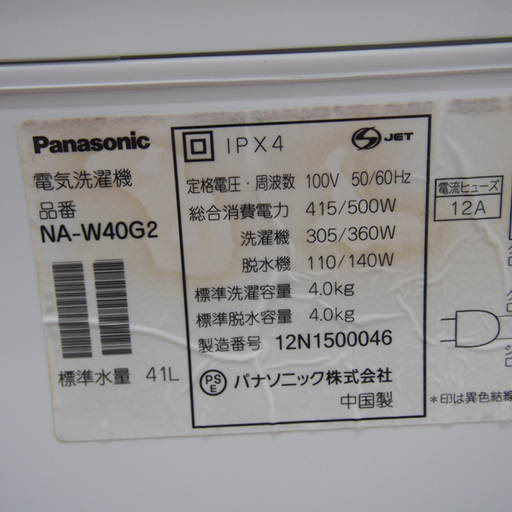 Panasonic
電気洗濯機
品番
NA-W40G2
標準水量 41L
IPX4
S JET
定格電圧・周波数 100V 50/60Hz
総合消費電力 415/500W
洗濯機 305/360W
脱水機 110/140W
標準洗濯容量 4.0kg
標準脱水容量 4.0kg
製造番号 12N1500046
PSE パナソニック株式会社
中国製
電流ヒューズ
12A
*印は異色結線